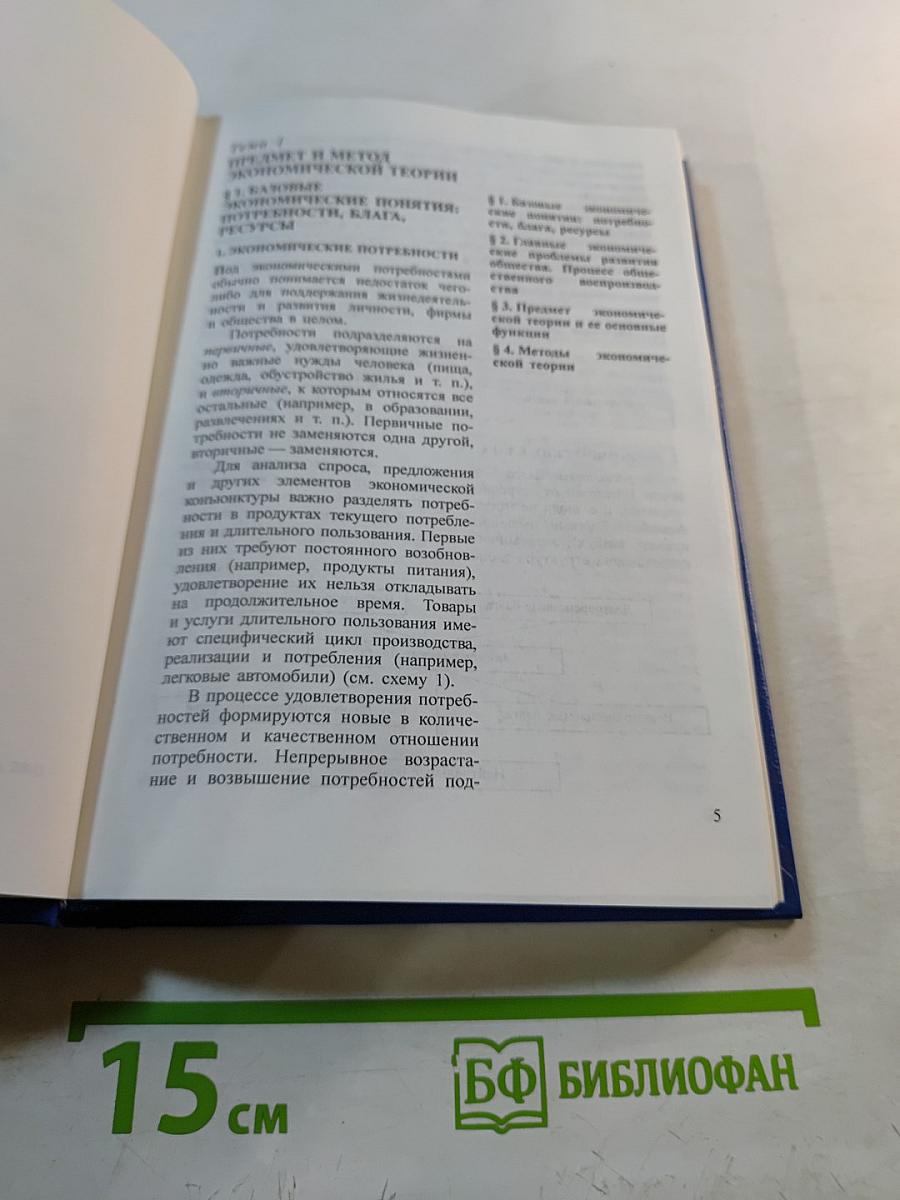 Тема 1
ПРЕДМЕТ И МЕТОД
ЭКОНОМИЧЕСКОЙ ТЕОРИИ
§ 1. БАЗОВЫЕ
ЭКОНОМИЧЕСКИЕ ПОНЯТИЯ:
ПОТРЕБНОСТИ, БЛАГА,
РЕСУРСЫ
1. ЭКОНОМИЧЕСКИЕ ПОТРЕБНОСТИ
Под экономическими потребностями
обычно понимается недостаток чего-
либо для поддержания жизнедеятель-
ности и развития личности, фирмы
и общества в целом.
Потребности подразделяются на
первичные, удовлетворяющие жизнен-
но важные нужды человека (пища,
одежда, обустройство жилья и т. п.),
и вторичные, к которым относятся все
остальные (например, в образовании,
развлечениях и т. п.). Первичные по-
требности не заменяются одна другой,
вторичные — заменяются.
Для анализа спроса, предложения
и других элементов экономической
конъюнктуры важно разделять потреб-
ности в продуктах текущего потребле-
ния и длительного пользования. Первые
из них требуют постоянного возобнов-
ления (например, продукты питания),
удовлетворение их нельзя откладывать
на продолжительное время. Товары
и услуги длительного пользования име-
ют специфический цикл производства,
реализации и потребления (например,
легковые автомобили) (см. схему 1).
В процессе удовлетворения потреб-
ностей формируются новые в количе-
ственном и качественном отношении
потребности. Непрерывное возраста-
ние и возвышение потребностей под-
§ 1. Базовые экономиче-
ские понятия: потребно-
сти, блага, ресурсы
§ 2. Главные экономиче-
ские проблемы развития
общества. Процесс обще-
ственного воспроизвод-
ства
§ 3. Предмет экономиче-
ской теории и ее основные
функции
§ 4. Методы экономиче-
ской теории
5
15 см
БФ БИБЛИОФАН